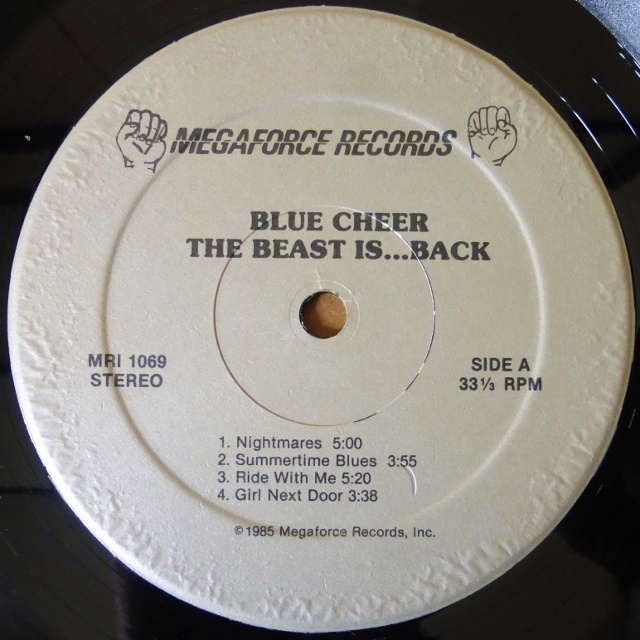 MEGAFORCE RECORDS
BLUE CHEER
THE BEAST IS...BACK
MRI 1069
STEREO
SIDE A
33⅓ RPM
1. Nightmares 5:00
2. Summertime Blues 3:55
3. Ride With Me 5:20
4. Girl Next Door 3:38
©1985 Megaforce Records, Inc.